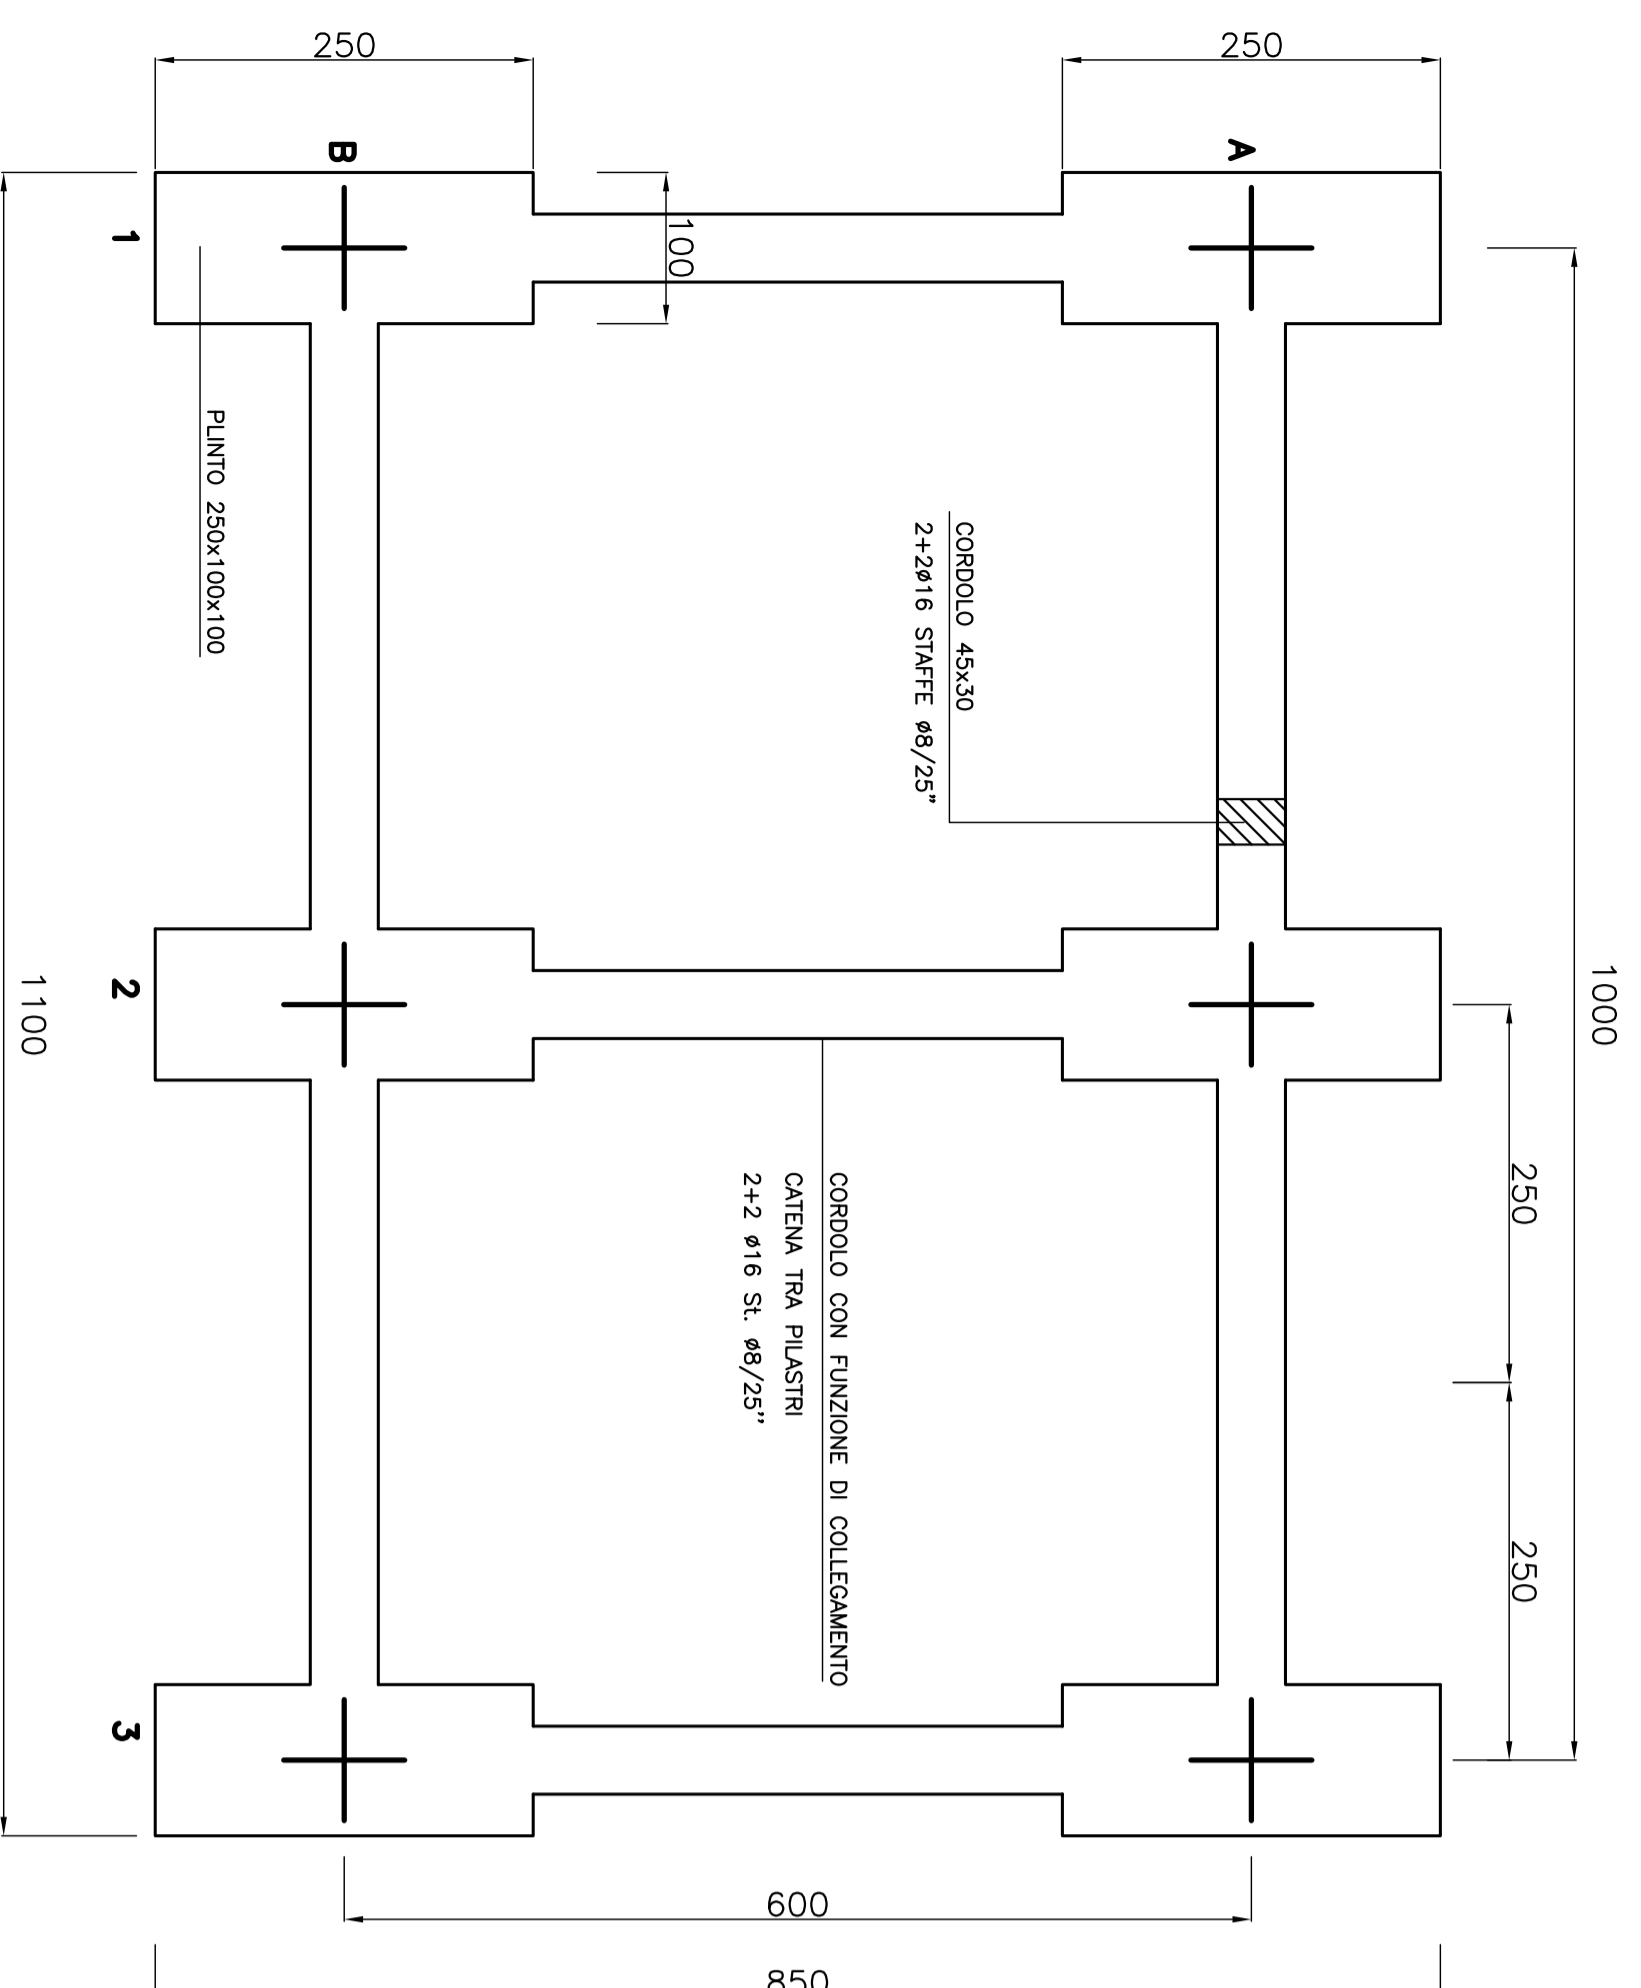 250
250
B
A
1
100
PLINTO 250x100x100
CORDOLO 45x30
2+2ø16 STAFFE ø8/25"
1000
250
250
2
1100
CORDOLO CON FUNZIONE DI COLLEGAMENTO
CATENA TRA PILASTRI
2+2 ø16 St. ø8/25"
3
600
850